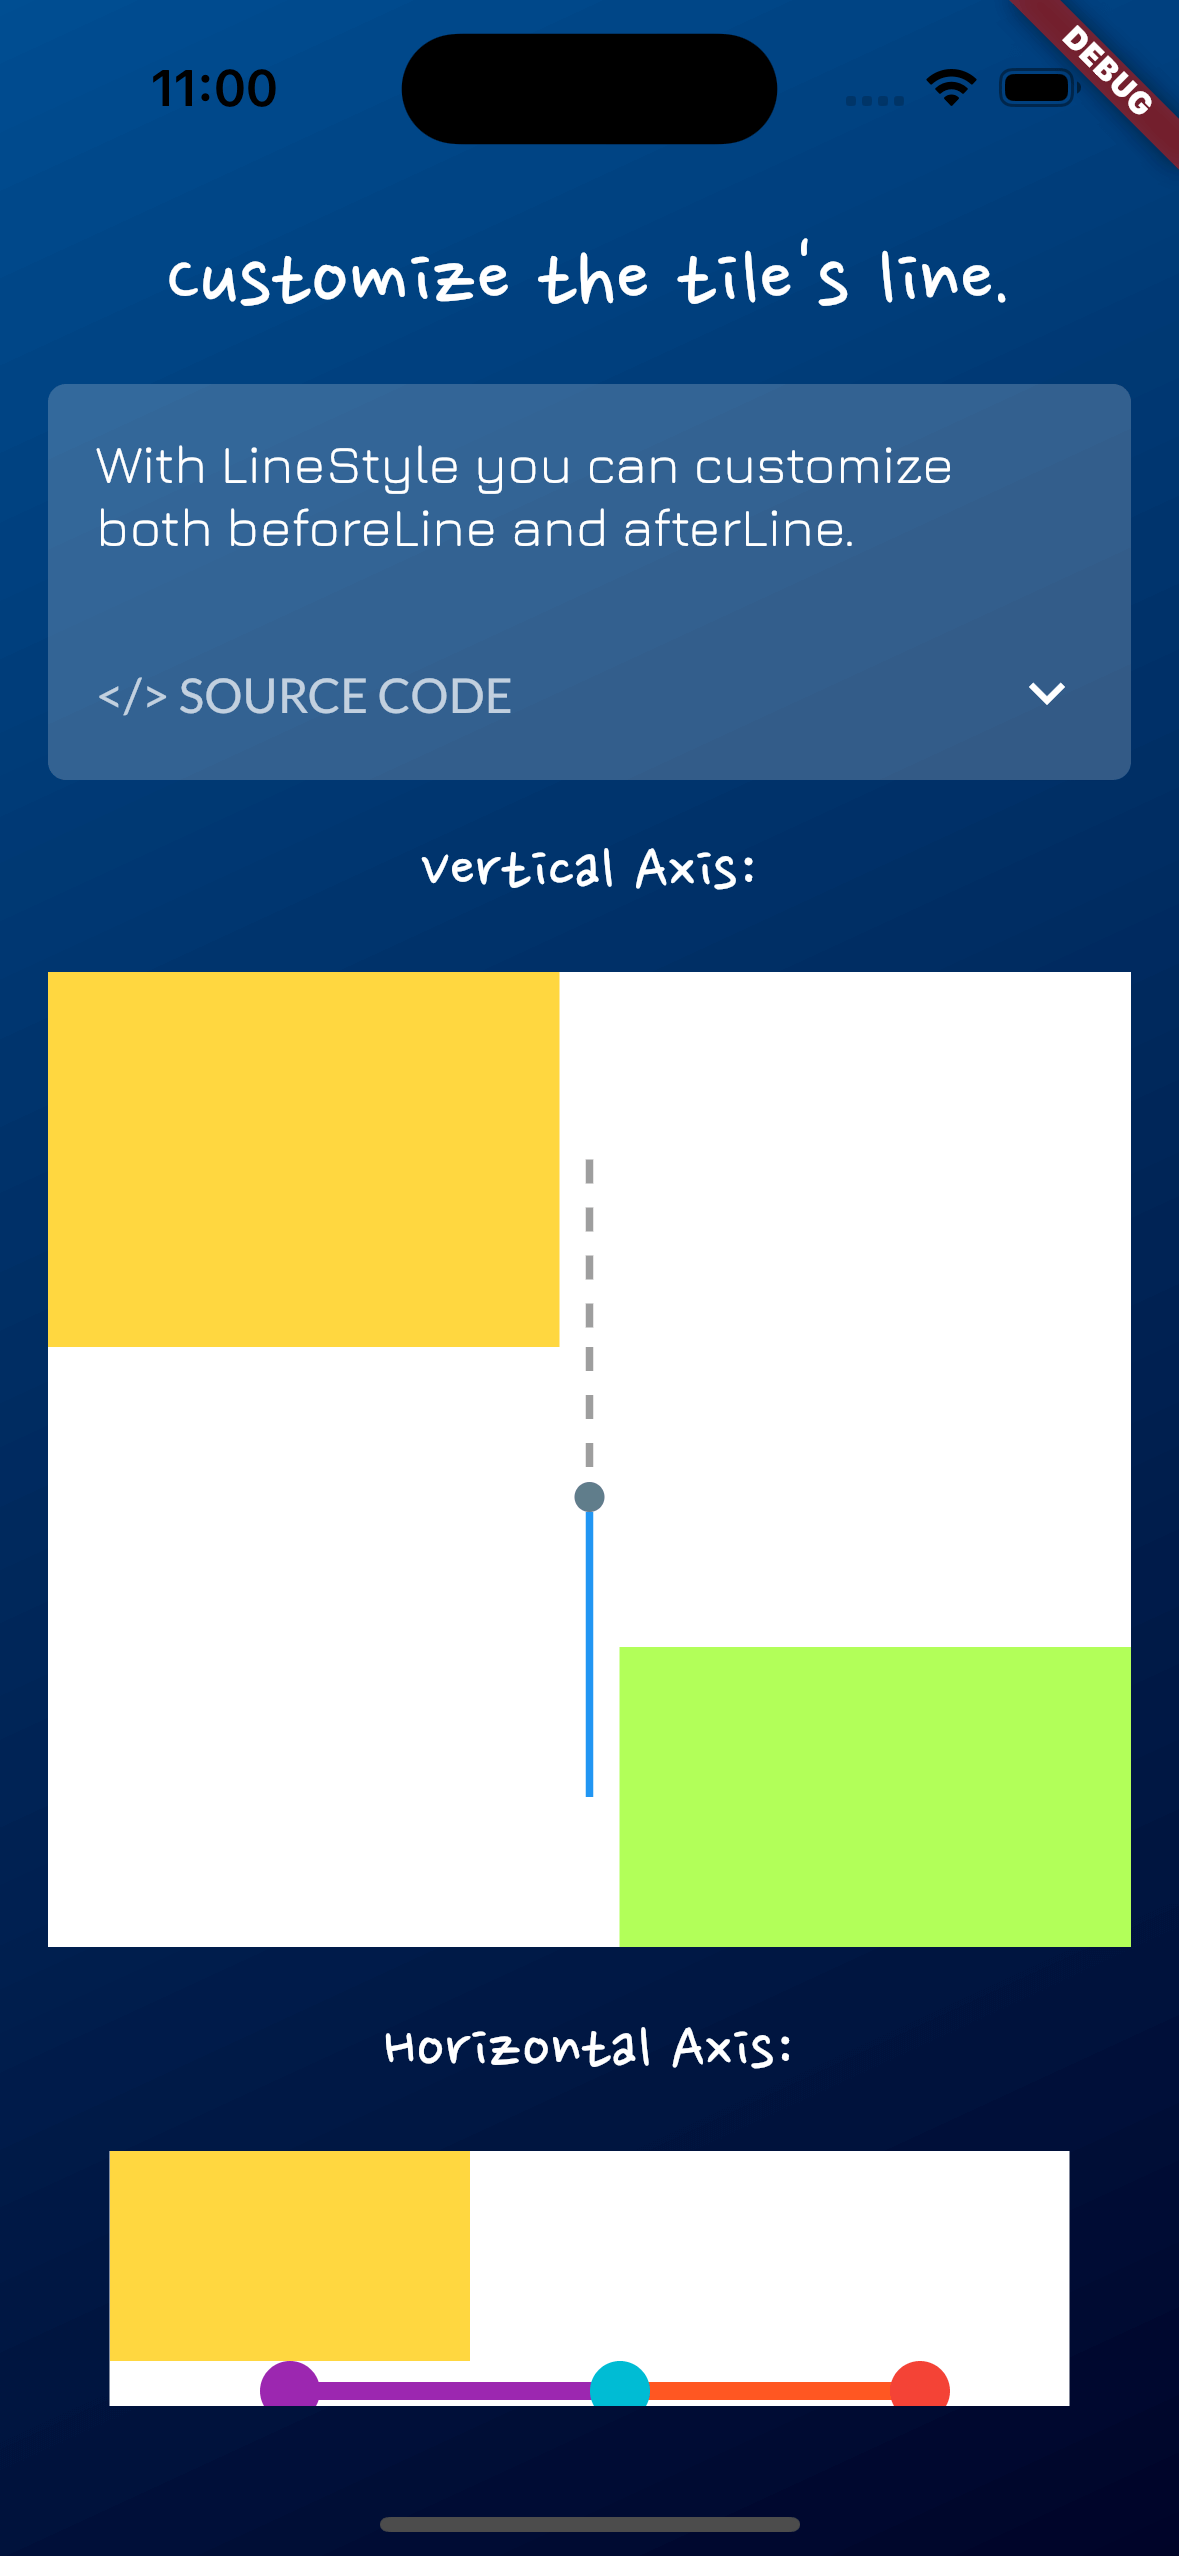 11:00
DEBUG
Customize the tile's line.
With LineStyle you can customize
both beforeLine and afterLine.
</> SOURCE CODE
Vertical Axis:
Horizontal Axis: